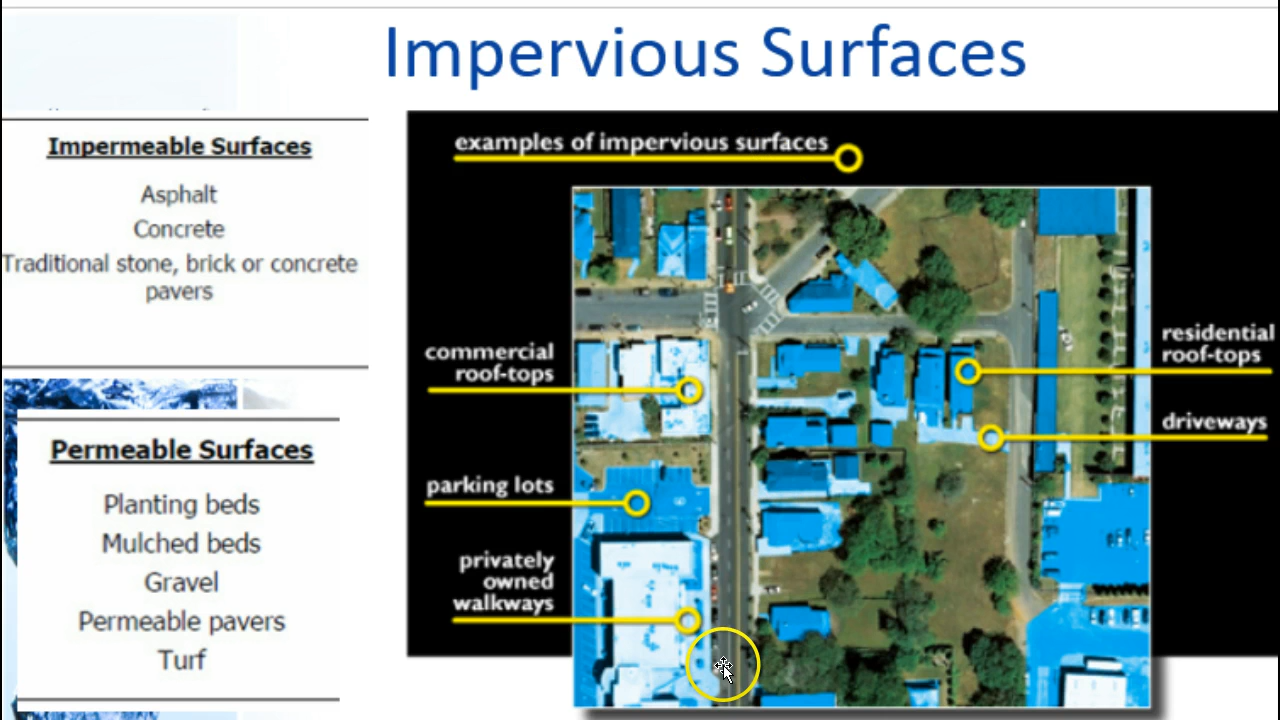 Impervious Surfaces
Impermeable Surfaces
Asphalt
Concrete
Traditional stone, brick or concrete
pavers
Permeable Surfaces
Planting beds
Mulched beds
Gravel
Permeable pavers
Turf
examples of impervious surfaces
commercial
roof-tops
parking lots
privately
owned
walkways
residential
roof-tops
driveways